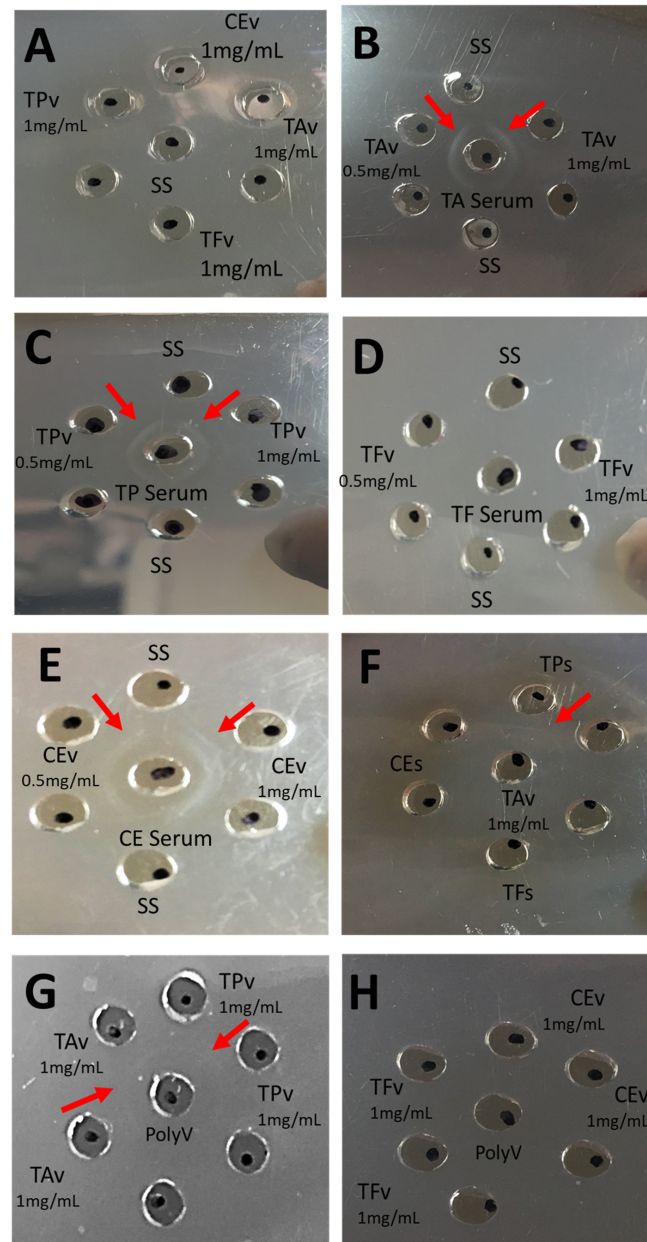 A
CEv
1mg/mL
TPv
1mg/mL
TAv
1mg/mL
SS
TFv
1mg/mL
B
SS
TAv
0.5mg/mL
TAv
1mg/mL
TA Serum
SS
C
SS
TPv
0.5mg/mL
TPv
1mg/mL
TP Serum
SS
D
SS
TFv
0.5mg/mL
TFv
1mg/mL
TF Serum
SS
E
SS
CEv
0.5mg/mL
CEv
1mg/mL
CE Serum
SS
F
TPs
CEs
TAv
1mg/mL
TFs
G
TPv
1mg/mL
TAv
1mg/mL
TPv
1mg/mL
PolyV
TAv
1mg/mL
H
CEv
1mg/mL
TFv
1mg/mL
CEv
1mg/mL
PolyV
TFv
1mg/mL